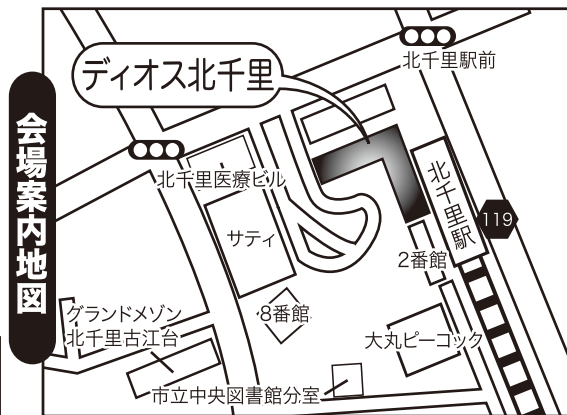 会場案内地図
北千里駅前
ディオス北千里
北千里医療ビル
サティ
北千里駅
119
2番館
8番館
グランドメゾン
北千里古江台
大丸ピーコック
市立中央図書館分室